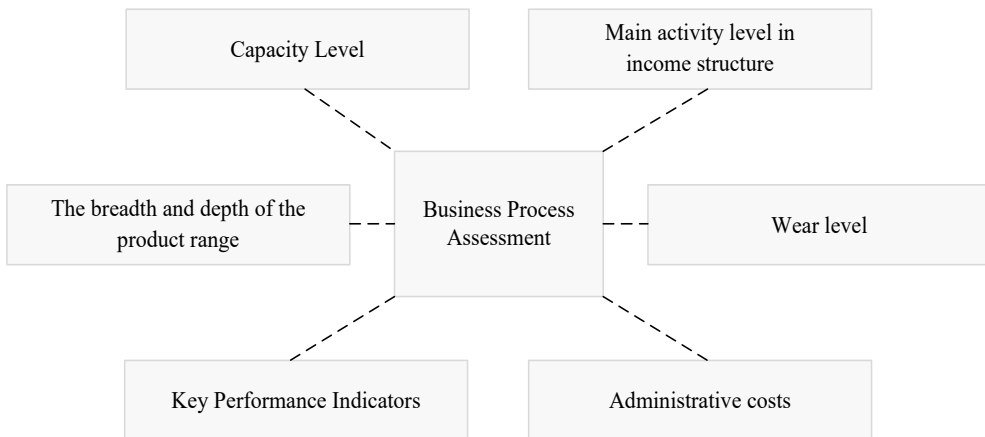 Capacity Level
Main activity level in
income structure
The breadth and depth of the
product range
Business Process
Assessment
Wear level
Key Performance Indicators
Administrative costs